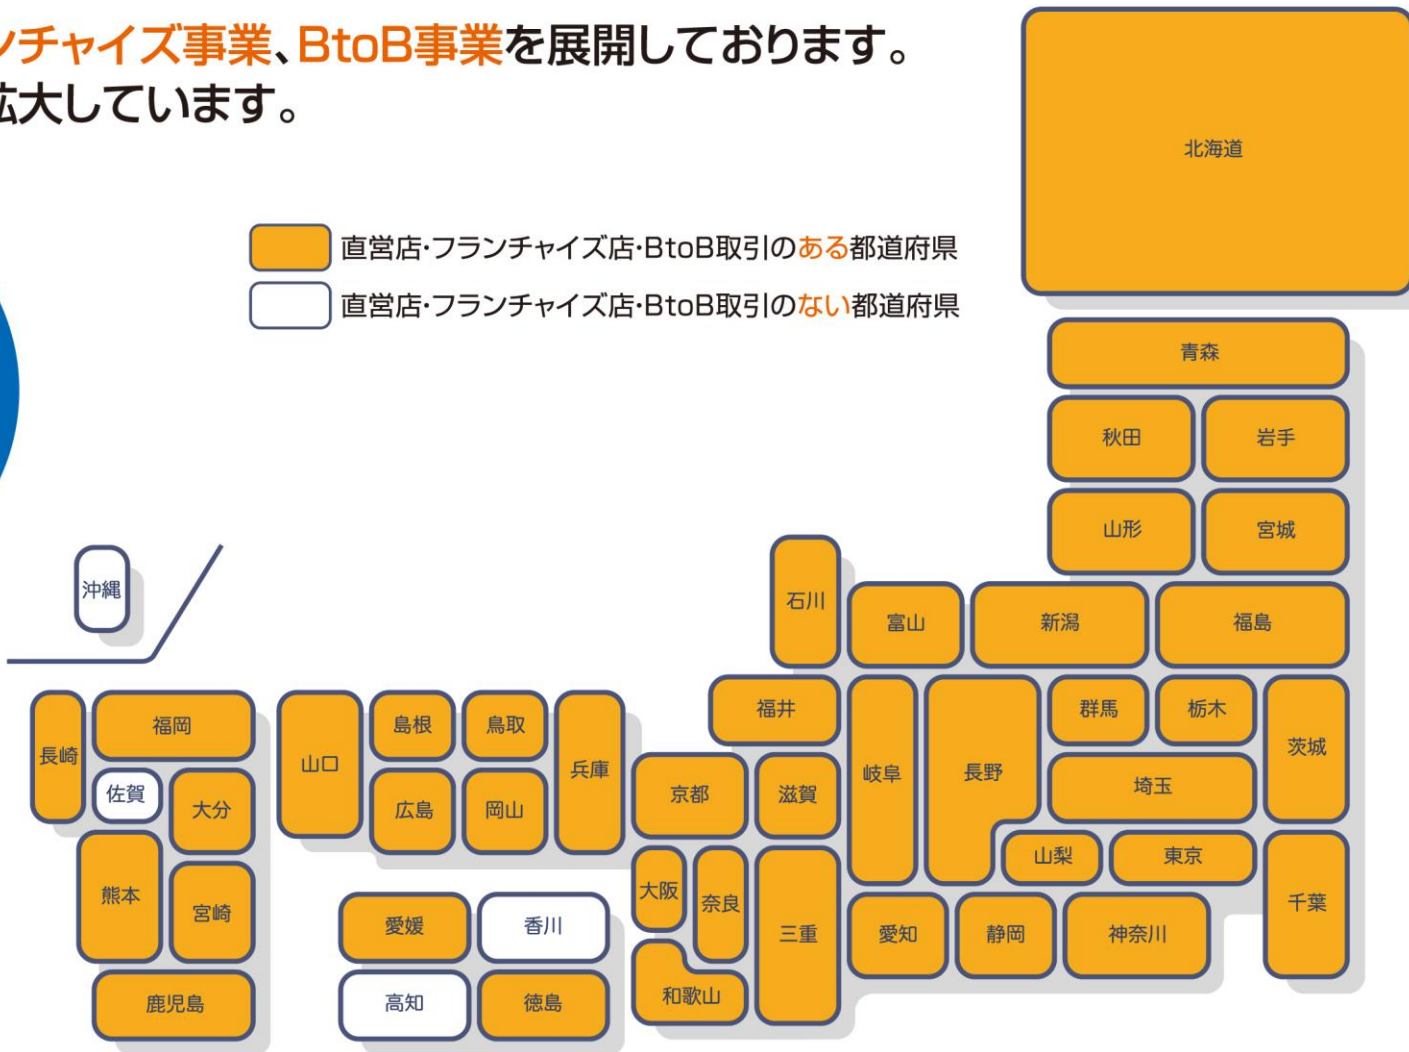 ンチャイズ事業、BtoB事業を展開しております。
拡大しています。
直営店・フランチャイズ店・BtoB取引のある都道府県
直営店・フランチャイズ店・BtoB取引のない都道府県
北海道
青森
秋田
岩手
山形
宮城
沖縄
石川
富山
新潟
福島
長崎
福岡
山口
島根
鳥取
兵庫
福井
岐阜
長野
群馬
栃木
茨城
佐賀
大分
広島
岡山
京都
滋賀
埼玉
熊本
宮崎
大阪
奈良
三重
山梨
東京
千葉
愛媛
香川
愛知
静岡
神奈川
鹿児島
高知
徳島
和歌山